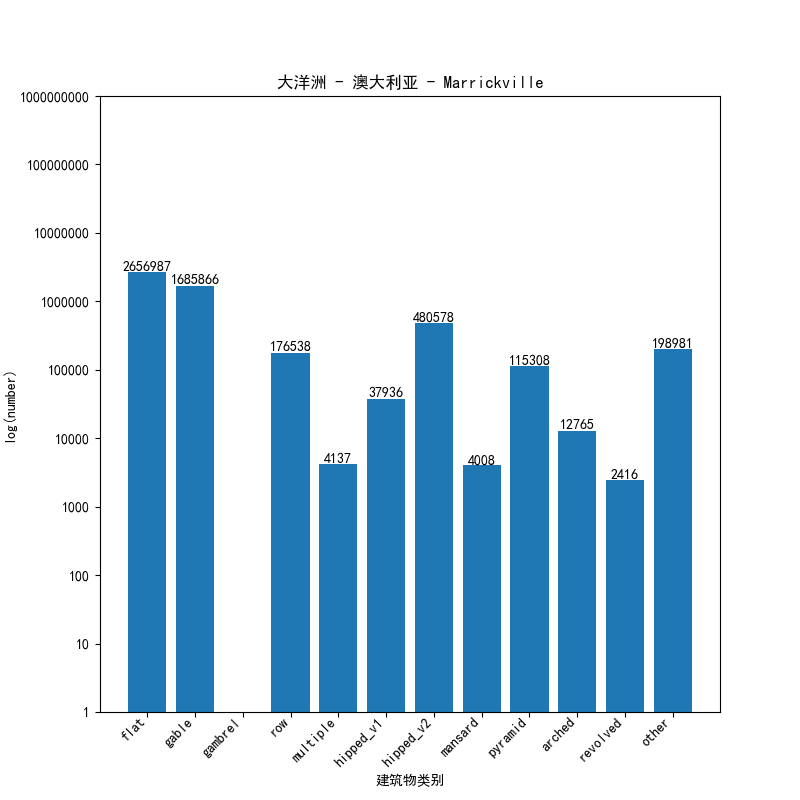 大洋洲 - 澳大利亚 - Marrickville
1000000000
100000000
10000000
1000000
100000
10000
1000
100
10
1
log(number)
2656987
1685866
176538
4137
37936
480578
4008
115308
12765
2416
198981
flat
gable
gambrel
row
multiple
hipped_v1
hipped_v2
mansard
pyramid
arched
revolved
other
建筑物类别